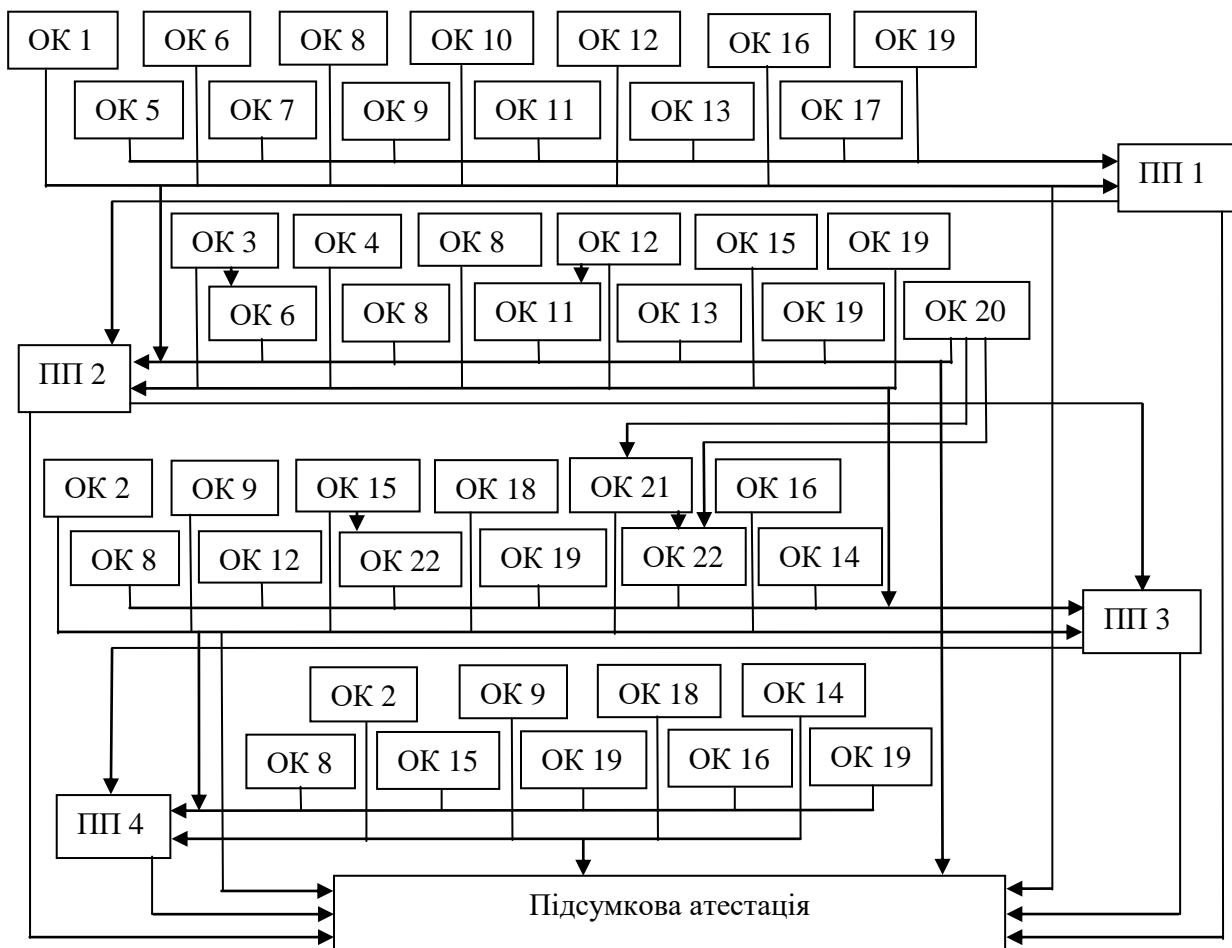 ОК 1
ОК 6
ОК 8
ОК 10
ОК 12
ОК 16
ОК 19
ОК 5
ОК 7
ОК 9
ОК 11
ОК 13
ОК 17
ПП 1
ОК 3
ОК 4
ОК 8
ОК 12
ОК 15
ОК 19
ОК 6
ОК 8
ОК 11
ОК 13
ОК 19
ОК 20
ПП 2
ОК 2
ОК 9
ОК 15
ОК 18
ОК 21
ОК 16
ОК 8
ОК 12
ОК 22
ОК 19
ОК 22
ОК 14
ПП 3
ОК 2
ОК 9
ОК 18
ОК 14
ОК 8
ОК 15
ОК 19
ОК 16
ОК 19
ПП 4
Підсумкова атестація